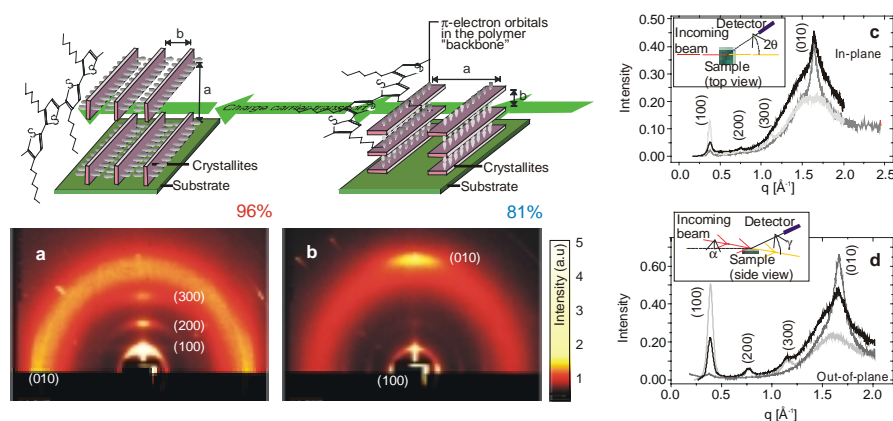 π-electron orbitals
in the polymer
"backbone"
b
a
a
b
S
S
S
S
S
Crystallites
Substrate
Crystallites
Substrate
96%
81%
a
(300)
(200)
(100)
(010)
b
(010)
(100)
Intensity (a.u)
5
4
3
2
1
c
In-plane
Incoming
beam
Detector
2θ
Sample
(top view)
(010)
(100)
(200)
(300)
Intensity
0.50
0.40
0.30
0.20
0.10
0.00
0.0 0.5 1.0 1.5 2.0 2.5
q [Å⁻¹]
d
Incoming
beam
Detector
α
γ
Sample
(side view)
(010)
(100)
(200)
(300)
Out-of-plane
Intensity
0.60
0.40
0.20
0.00
0.0 0.5 1.0 1.5 2.0
q [Å⁻¹]